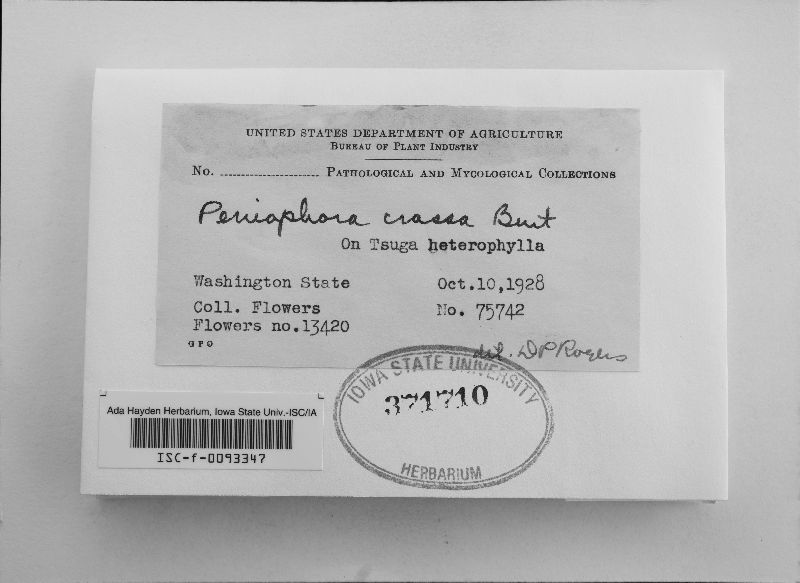 UNITED STATES DEPARTMENT OF AGRICULTURE
BUREAU OF PLANT INDUSTRY
No. ........................ PATHOLOGICAL AND MYCOLOGICAL COLLECTIONS
Peniophora crassa Burt
On Tsuga heterophylla
Washington State Oct.10,1928
Coll. Flowers No. 75742
Flowers no.13420
GPO
det. DP Rogers
IOWA STATE UNIVERSITY
371710
HERBARIUM
Ada Hayden Herbarium, Iowa State Univ.-ISC/IA
ISC-f-0093347